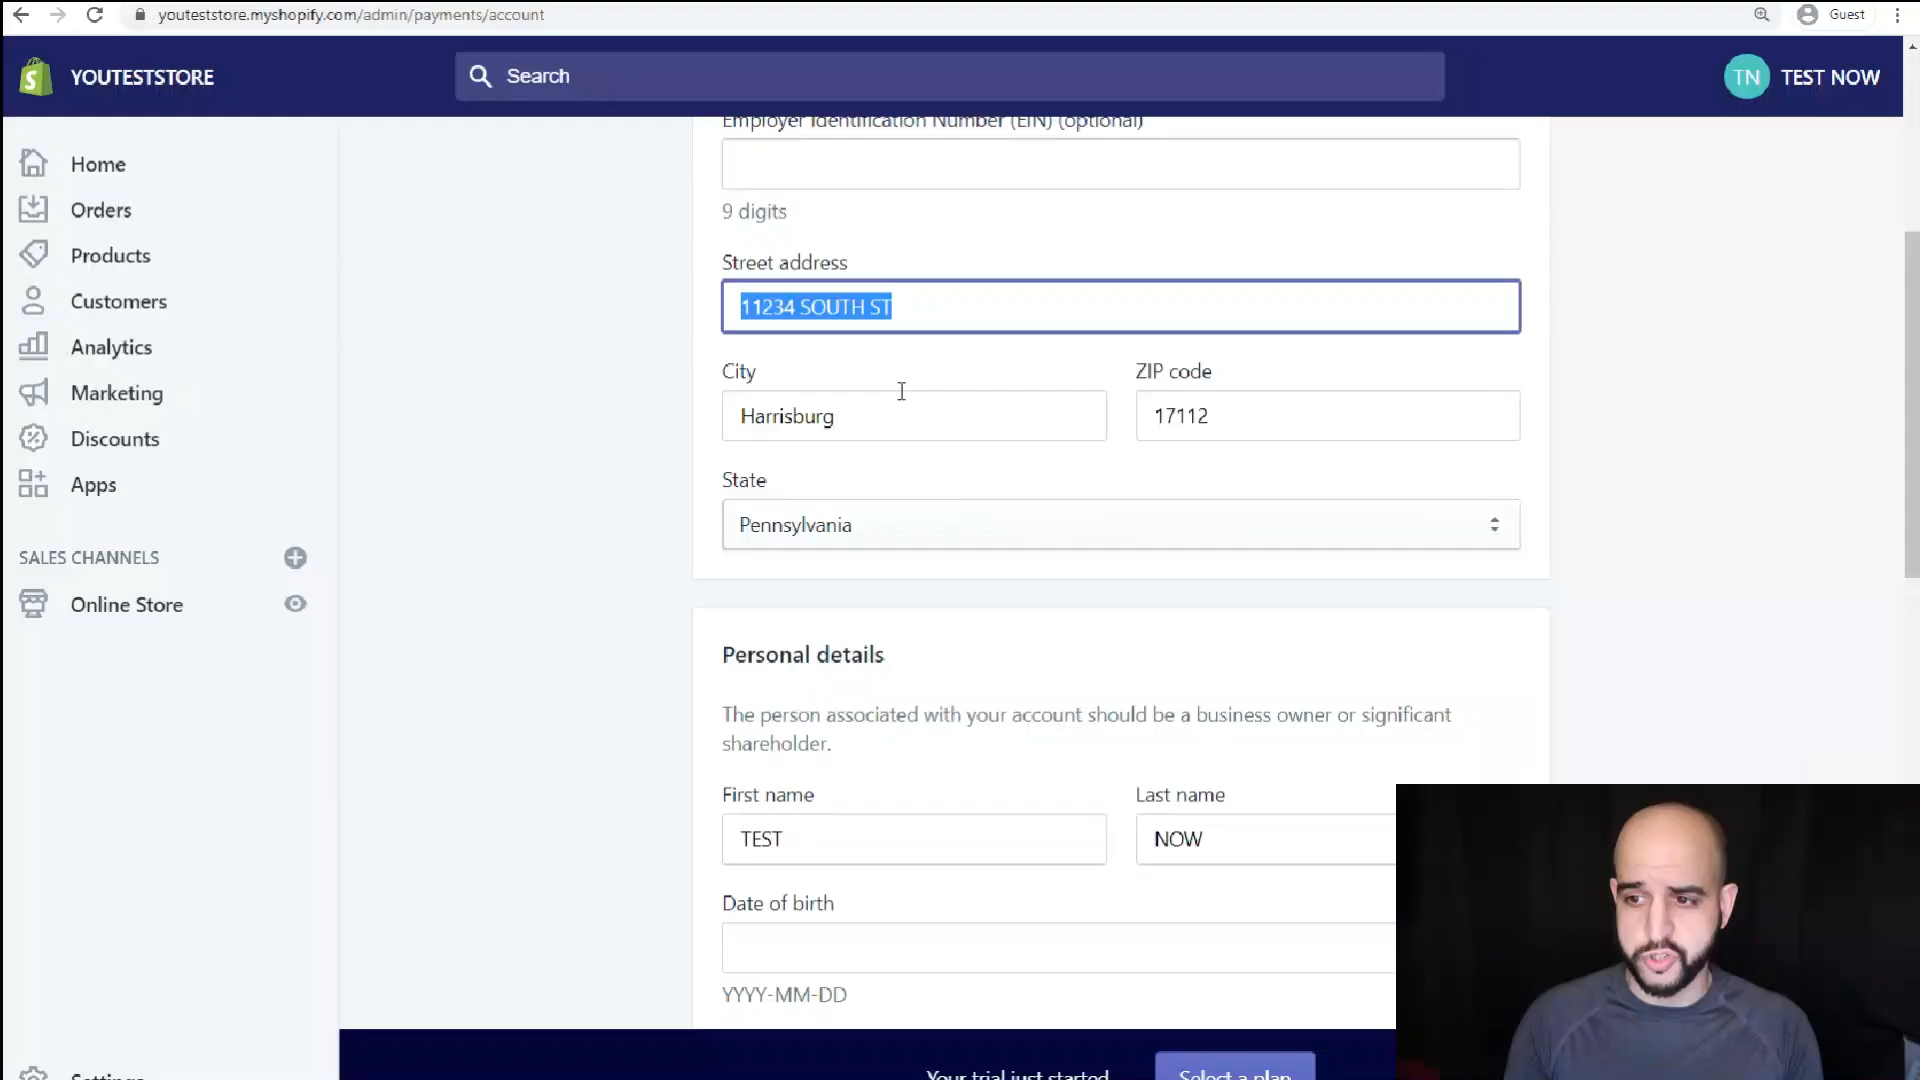 youteststore.myshopify.com/admin/payments/account
Guest
YOUTESTSTORE
Search
TN TEST NOW
Home
Orders
Products
Customers
Analytics
Marketing
Discounts
Apps
SALES CHANNELS
Online Store
Settings
Employer Identification Number (EIN) (optional)
9 digits
Street address
11234 SOUTH ST
City
ZIP code
Harrisburg
17112
State
Pennsylvania
Personal details
The person associated with your account should be a business owner or significant
shareholder.
First name
Last name
TEST
NOW
Date of birth
YYYY-MM-DD
Your trial just started
Select a plan